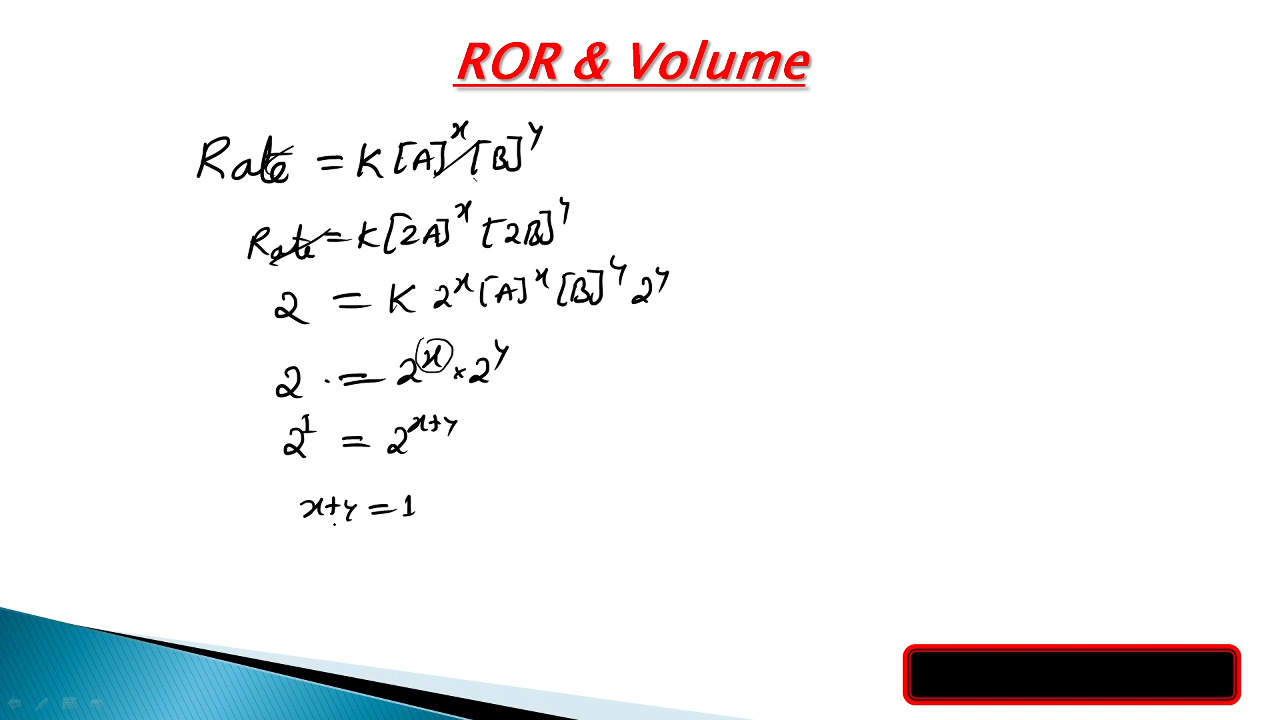 ROR & Volume
Rate = K [A]^x [B]^y
Rate = K [2A]^x [2B]^y
2 = K 2^x [A]^x [B]^y 2^y
2 = 2^x × 2^y
2^1 = 2^x+y
x+y = 1